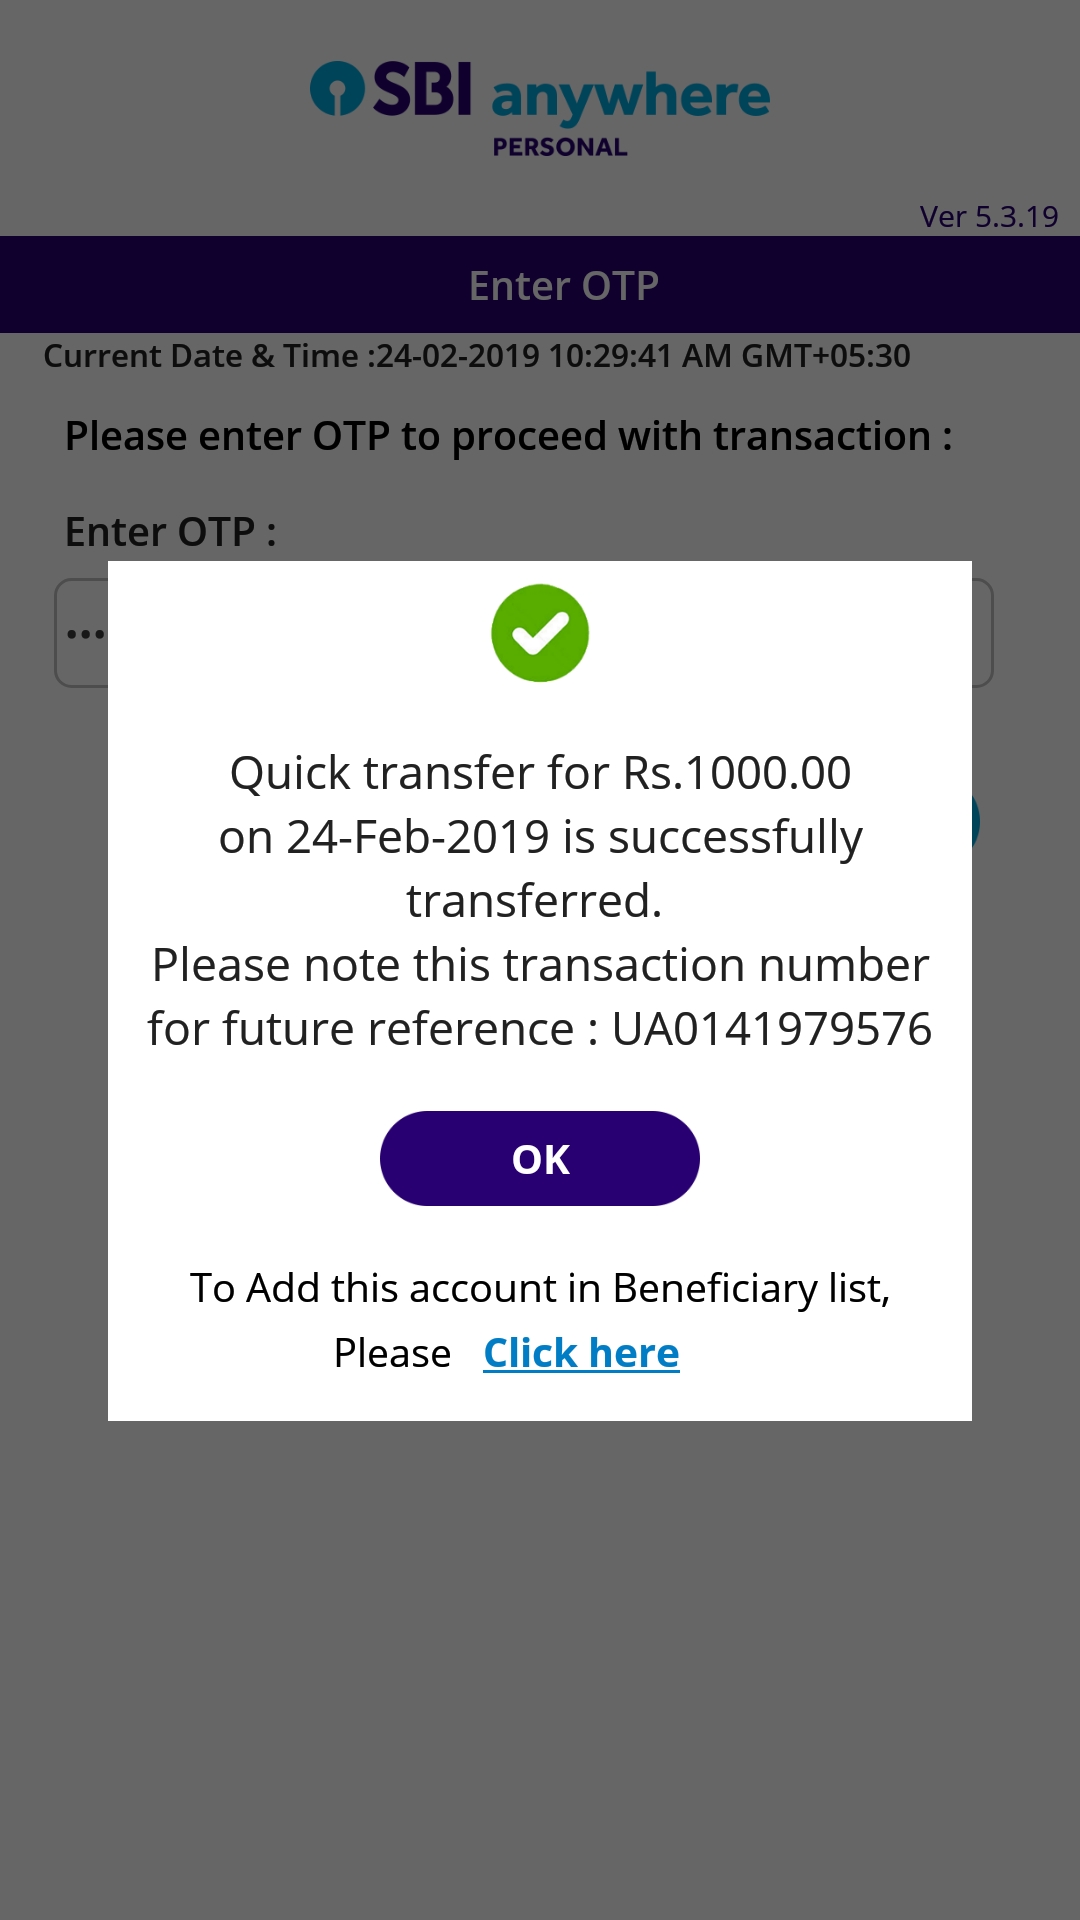 SBI anywhere
PERSONAL
Ver 5.3.19
Enter OTP
Current Date & Time :24-02-2019 10:29:41 AM GMT+05:30
Please enter OTP to proceed with transaction :
Enter OTP :
•••
Quick transfer for Rs.1000.00
on 24-Feb-2019 is successfully
transferred.
Please note this transaction number
for future reference : UA0141979576
OK
To Add this account in Beneficiary list,
Please Click here